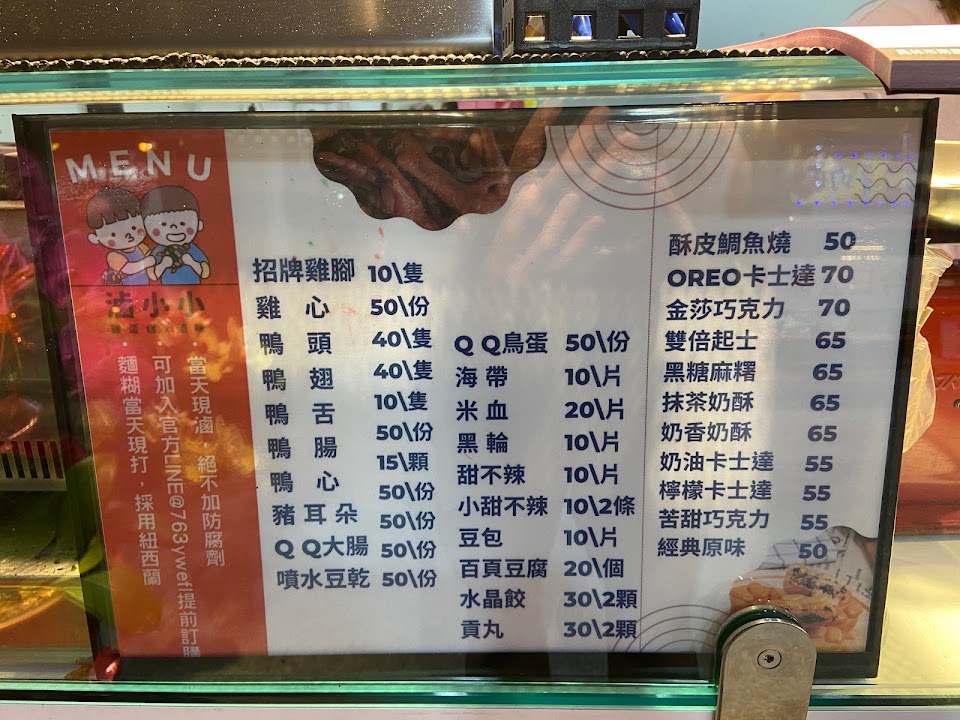 MENU
小小
·當天現滷，絕不加防腐劑
·可加入官方LINE@763ywefl提前訂購
·麵糊當天現打，採用紐西蘭
招牌雞腳 10\隻
雞 心 50\份
鴨 頭 40\隻
鴨 翅 40\隻
鴨 舌 10\隻
鴨 腸 50\份
15\顆
鴨 心 50\份
豬 耳 朵 50\份
Q Q大腸 50\份
噴水豆乾 50\份
Q Q鳥蛋 50\份
海 帶 10\片
米 血 20\片
黑 輪 10\片
甜不辣 10\片
小甜不辣 10\2條
豆包 10\片
百頁豆腐 20\個
水晶餃 30\2顆
貢丸 30\2顆
酥皮鯛魚燒 50
OREO卡士達 70
金莎巧克力 70
雙倍起士 65
黑糖麻糬 65
抹茶奶酥 65
奶香奶酥 65
奶油卡士達 55
檸檬卡士達 55
苦甜巧克力 55
經典原味 50